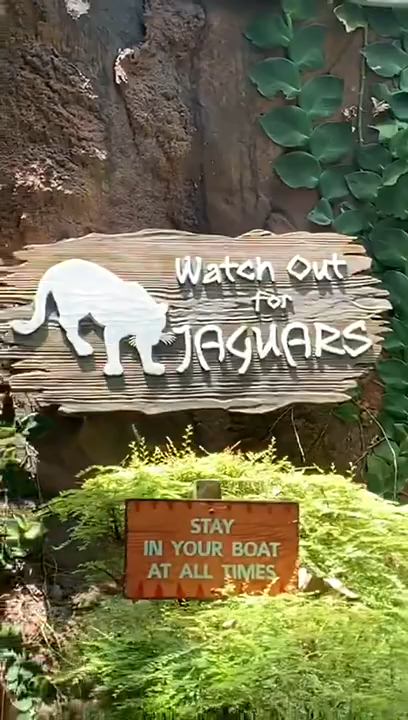 Watch Out
for
JAGUARS
STAY
IN YOUR BOAT
AT ALL TIMES